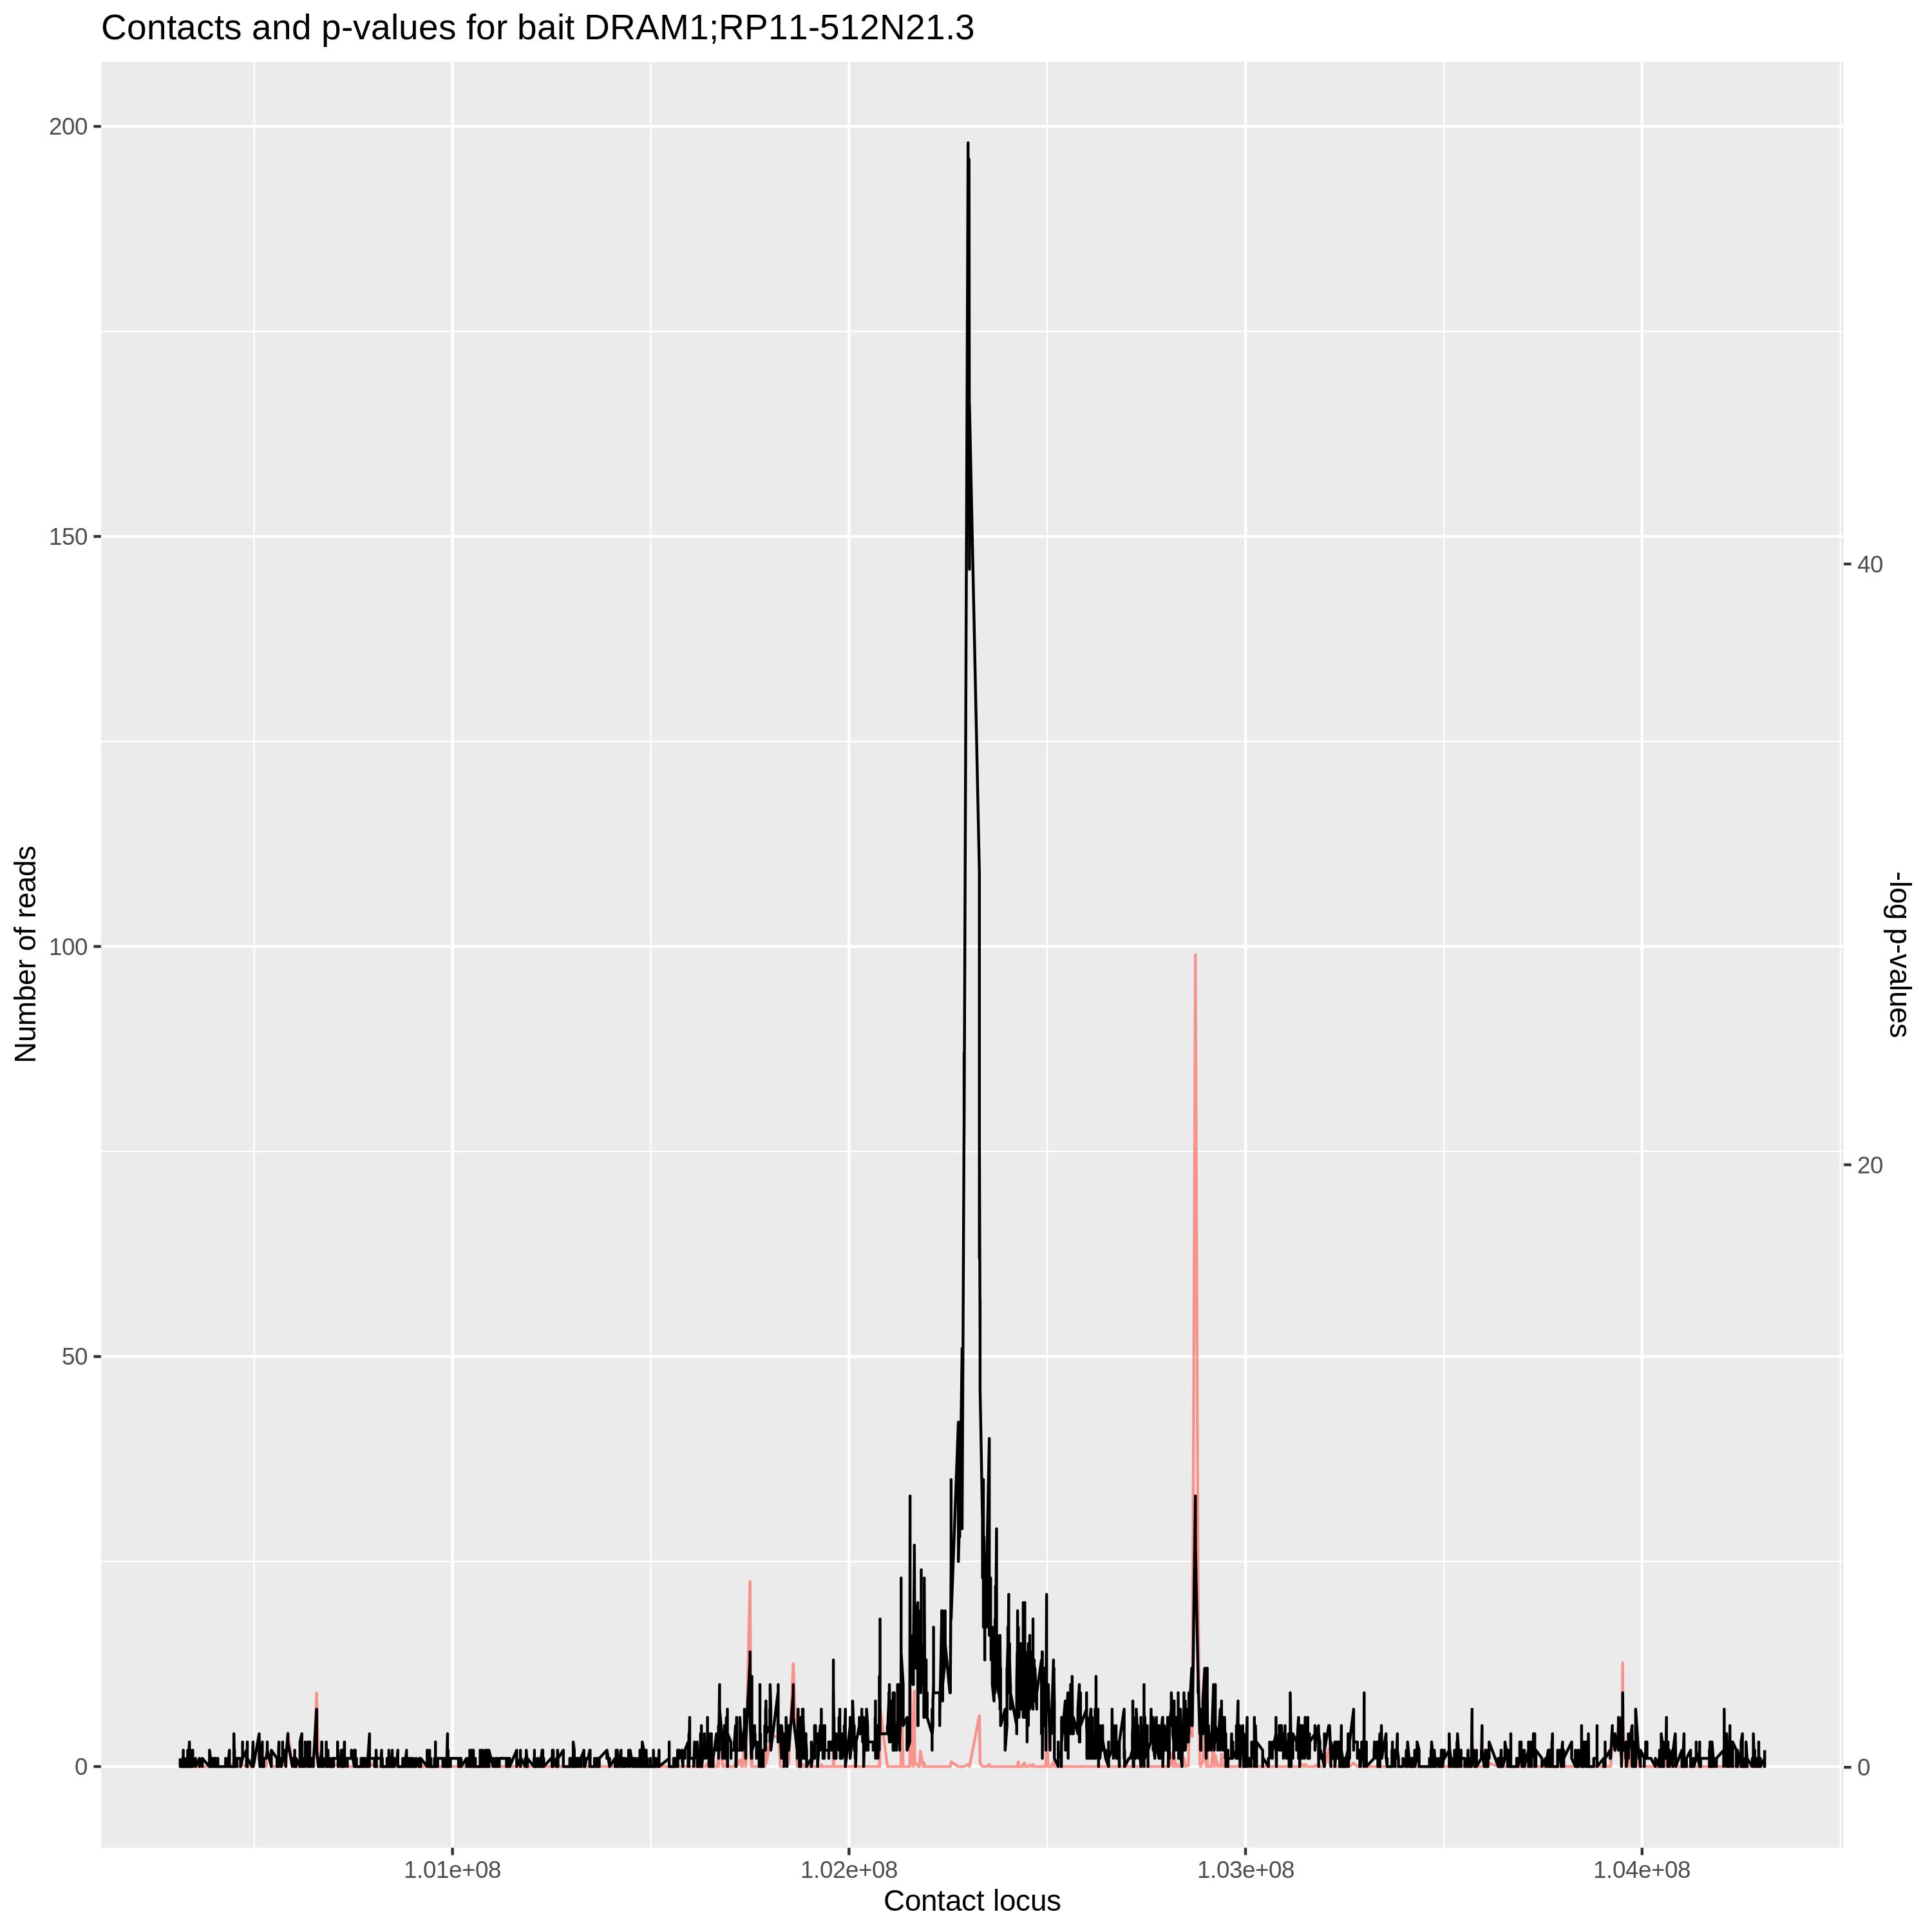 Contacts and p-values for bait DRAM1;RP11-512N21.3
200
150
100
50
0
Number of reads
40
20
0
-log p-values
1.01e+08
1.02e+08
1.03e+08
1.04e+08
Contact locus